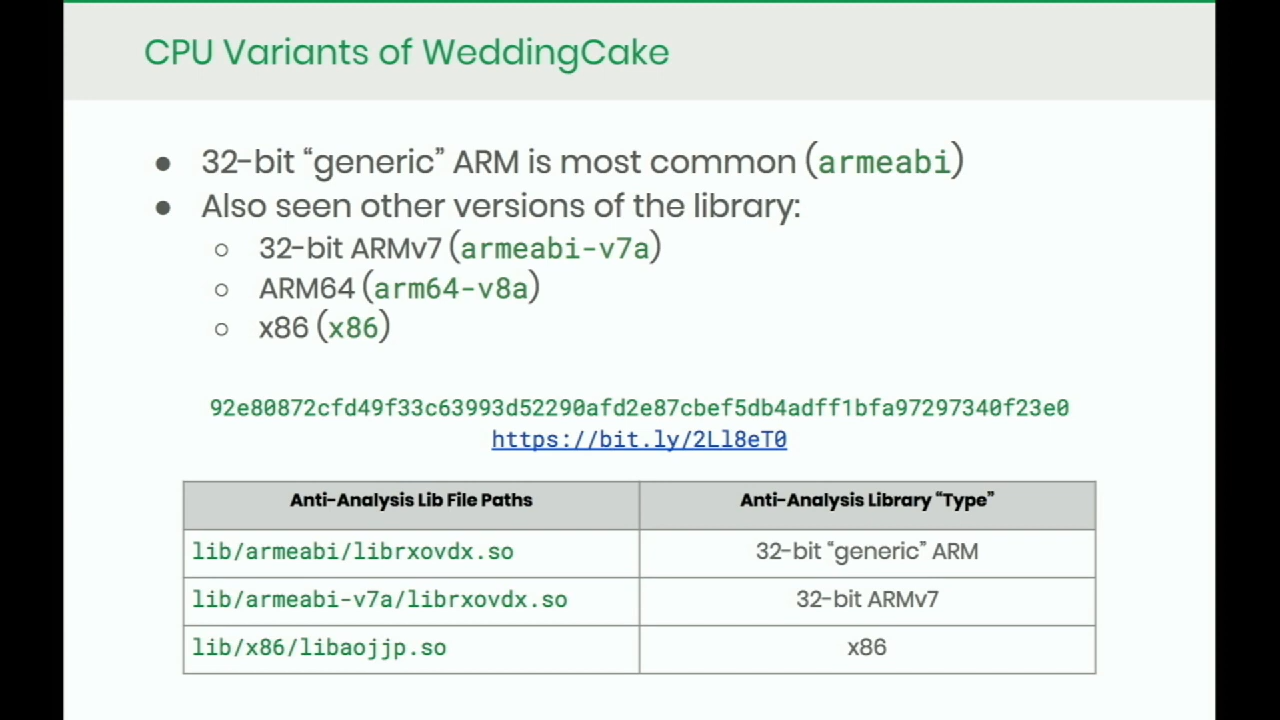 CPU Variants of WeddingCake
● 32-bit “generic” ARM is most common (armeabi)
● Also seen other versions of the library:
○ 32-bit ARMv7 (armeabi-v7a)
○ ARM64 (arm64-v8a)
○ x86 (x86)
92e80872cfd49f33c63993d52290afd2e87cbef5db4adff1bfa97297340f23e0
https://bit.ly/2Ll8eT0
Anti-Analysis Lib File Paths Anti-Analysis Library “Type”
lib/armeabi/librxovdx.so 32-bit “generic” ARM
lib/armeabi-v7a/librxovdx.so 32-bit ARMv7
lib/x86/libaojjp.so x86